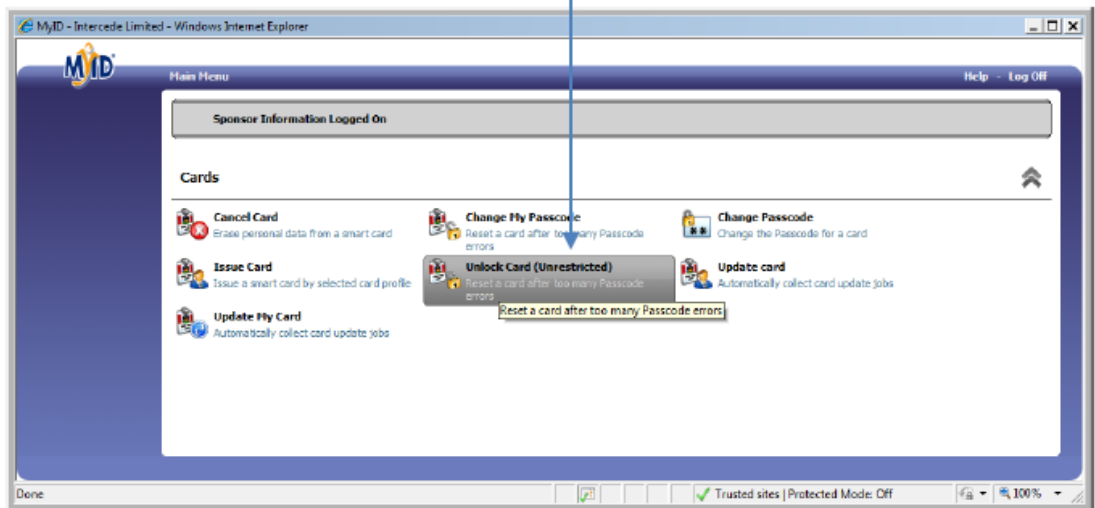 MyID - Intercede Limited - Windows Internet Explorer
MyID
Main Menu
Help - Log Off
Sponsor Information Logged On
Cards
Cancel Card
Erase personal data from a smart card
Change My Passcode
Reset a card after too many Passcode
errors
Change Passcode
Change the Passcode for a card
Issue Card
Issue a smart card by selected card profile
Unlock Card (Unrestricted)
Reset a card after too many Passcode
errors
Reset a card after too many Passcode errors
Update card
Automatically collect card update jobs
Update My Card
Automatically collect card update jobs
Done
Trusted sites | Protected Mode: Off
100%